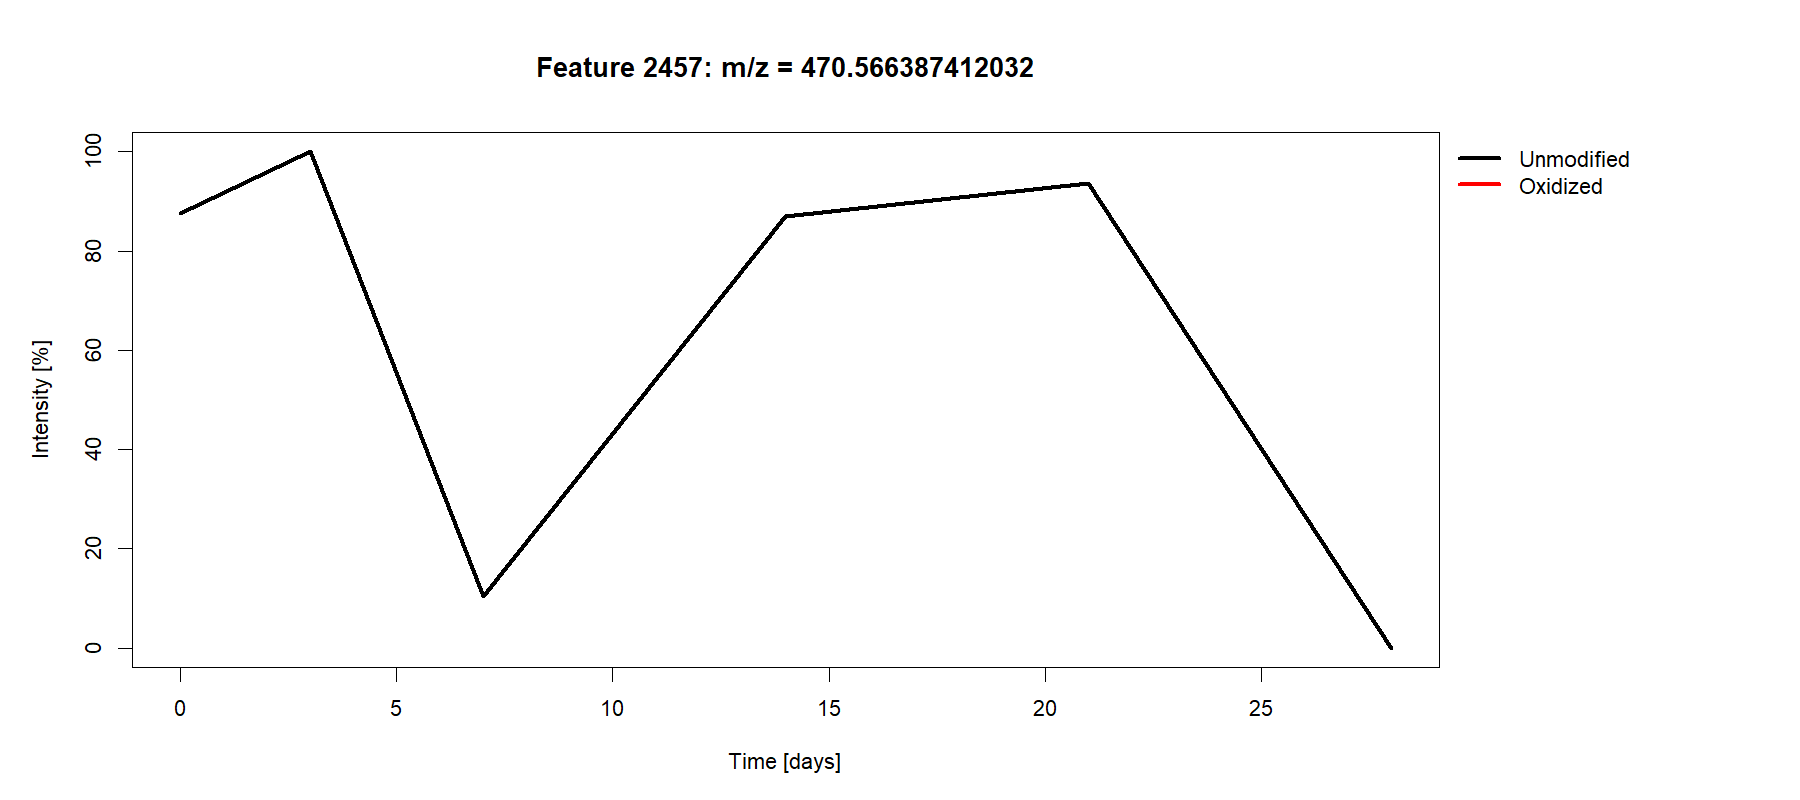 Feature 2457: m/z = 470.566387412032
Unmodified
Oxidized
Intensity [%]
100
80
60
40
20
0
0 5 10 15 20 25
Time [days]